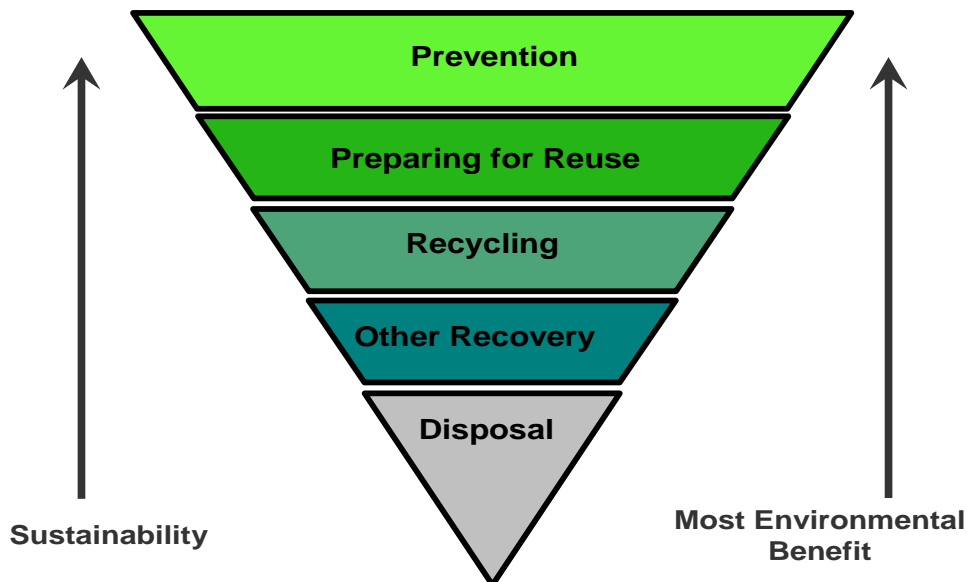 Prevention
Preparing for Reuse
Recycling
Other Recovery
Disposal
Sustainability
Most Environmental
Benefit